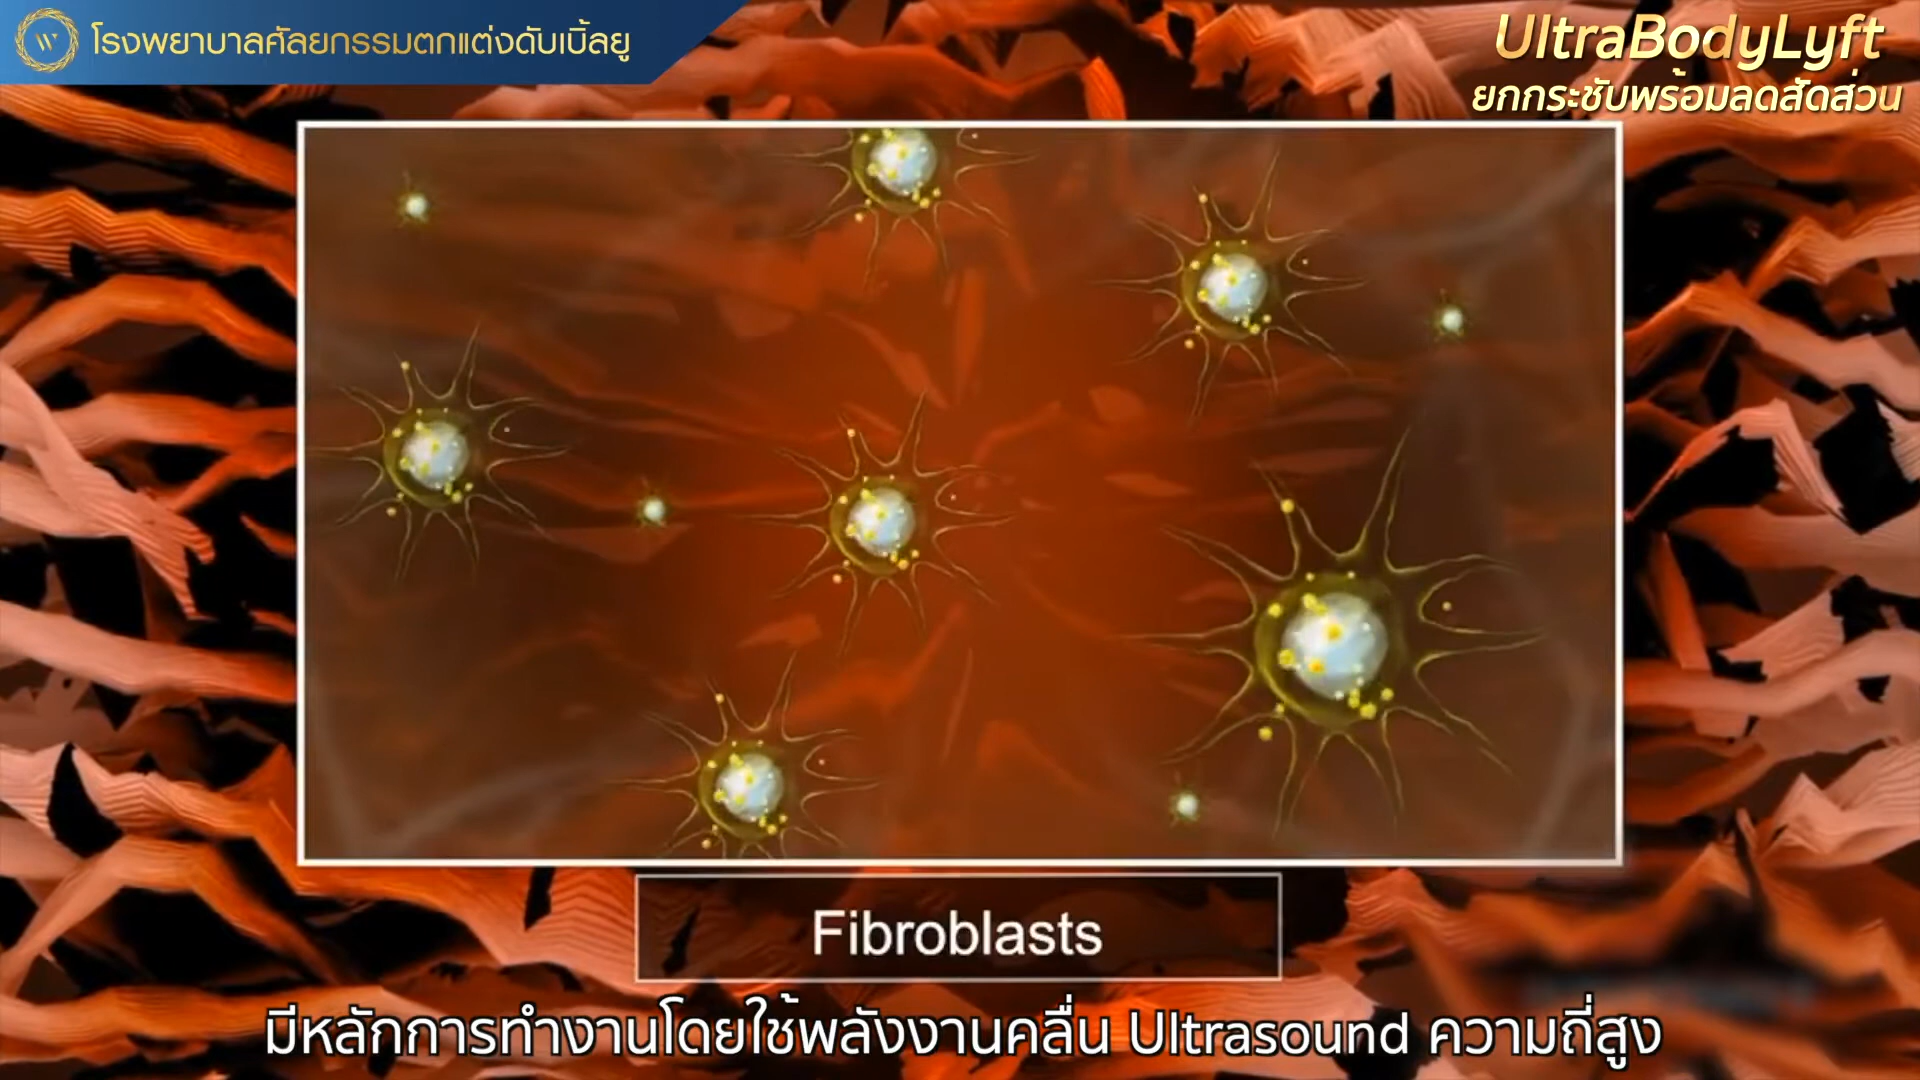 W โรงพยาบาลศัลยกรรมตกแต่งดับเบิ้ลยู
UltraBodyLyft
ยกกระชับพร้อมลดสัดส่วน
Fibroblasts
มีหลักการทำงานโดยใช้พลังงานคลื่น Ultrasound ความถี่สูง